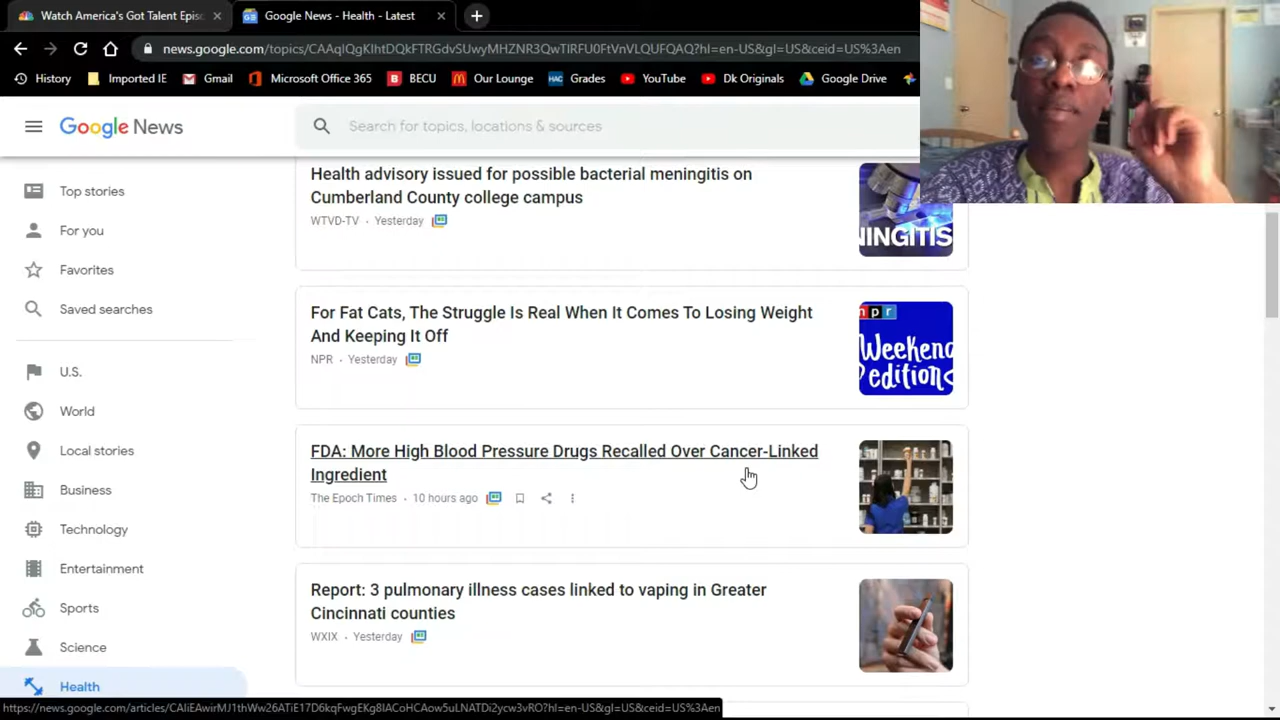 Watch America's Got Talent Epis
Google News - Health - Latest
history News.google.com/topics/CAAqIQgKIhtDQkFTRGdvSUwyMHZNR3QwTlRFU0FtVnVLQUFQAQ?hl=en-US&gl=US&ceid=US%3Aen
History
Imported IE
Gmail
Microsoft Office 365
BECU
Our Lounge
HAC
Grades
YouTube
Dk Originals
Google Drive
Google News
Search for topics, locations & sources
Top stories
For you
Favorites
Saved searches
U.S.
World
Local stories
Business
Technology
Entertainment
Sports
Science
Health
Health advisory issued for possible bacterial meningitis on
Cumberland County college campus
WTVD-TV · Yesterday
NINGITIS
For Fat Cats, The Struggle Is Real When It Comes To Losing Weight
And Keeping It Off
NPR · Yesterday
npr
Weekend
edition
FDA: More High Blood Pressure Drugs Recalled Over Cancer-Linked
Ingredient
The Epoch Times · 10 hours ago
Report: 3 pulmonary illness cases linked to vaping in Greater
Cincinnati counties
WXIX · Yesterday